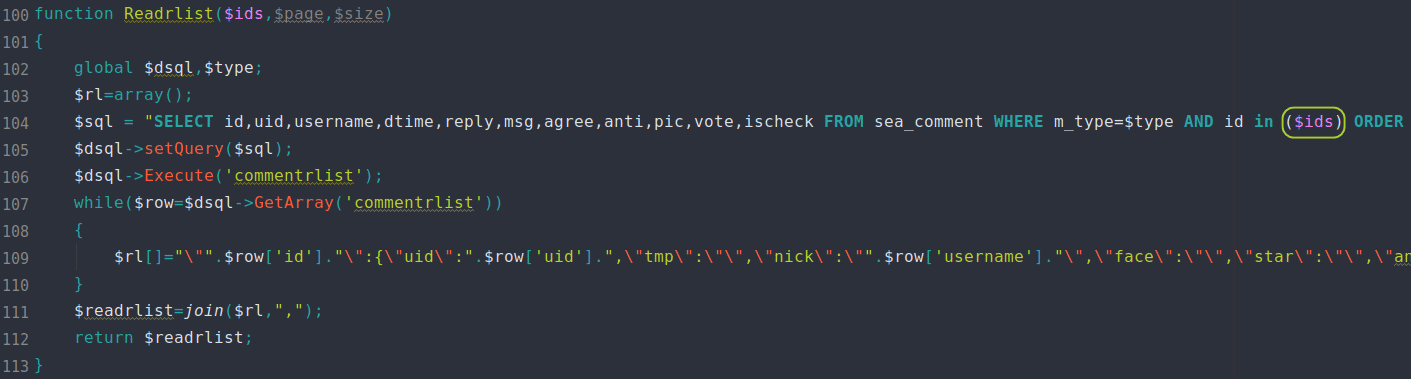 100 function Readrlist($ids,$page,$size)
101 {
102 global $dsql,$type;
103 $rl=array();
104 $sql = "SELECT id,uid,username,dtime,reply,msg,agree,anti,pic,vote,ischeck FROM sea_comment WHERE m_type=$type AND id in ($ids) ORDER
105 $dsql->setQuery($sql);
106 $dsql->Execute('commentrlist');
107 while($row=$dsql->GetArray('commentrlist'))
108 {
109 $rl[]="\"".$row['id']."\":{\"uid\":".$row['uid'].",\"tmp\":\"\",\"nick\":\"".$row['username']."\",\"face\":\"\",\"star\":\"\",\"an
110 }
111 $readrlist=join($rl,",");
112 return $readrlist;
113 }